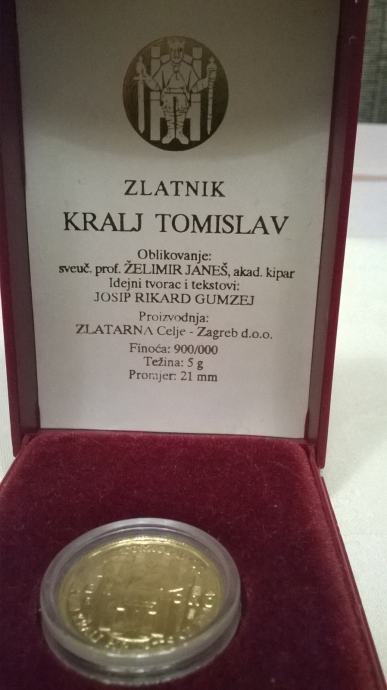 ZLATNIK
KRALJ TOMISLAV
Oblikovanje:
sveuč. prof. ŽELIMIR JANEŠ, akad. kipar
Idejni tvorac i tekstovi:
JOSIP RIKARD GUMZEJ
Proizvodnja:
ZLATARNA Celje - Zagreb d.o.o.
Finoća: 900/000
Težina: 5 g
Promjer: 21 mm